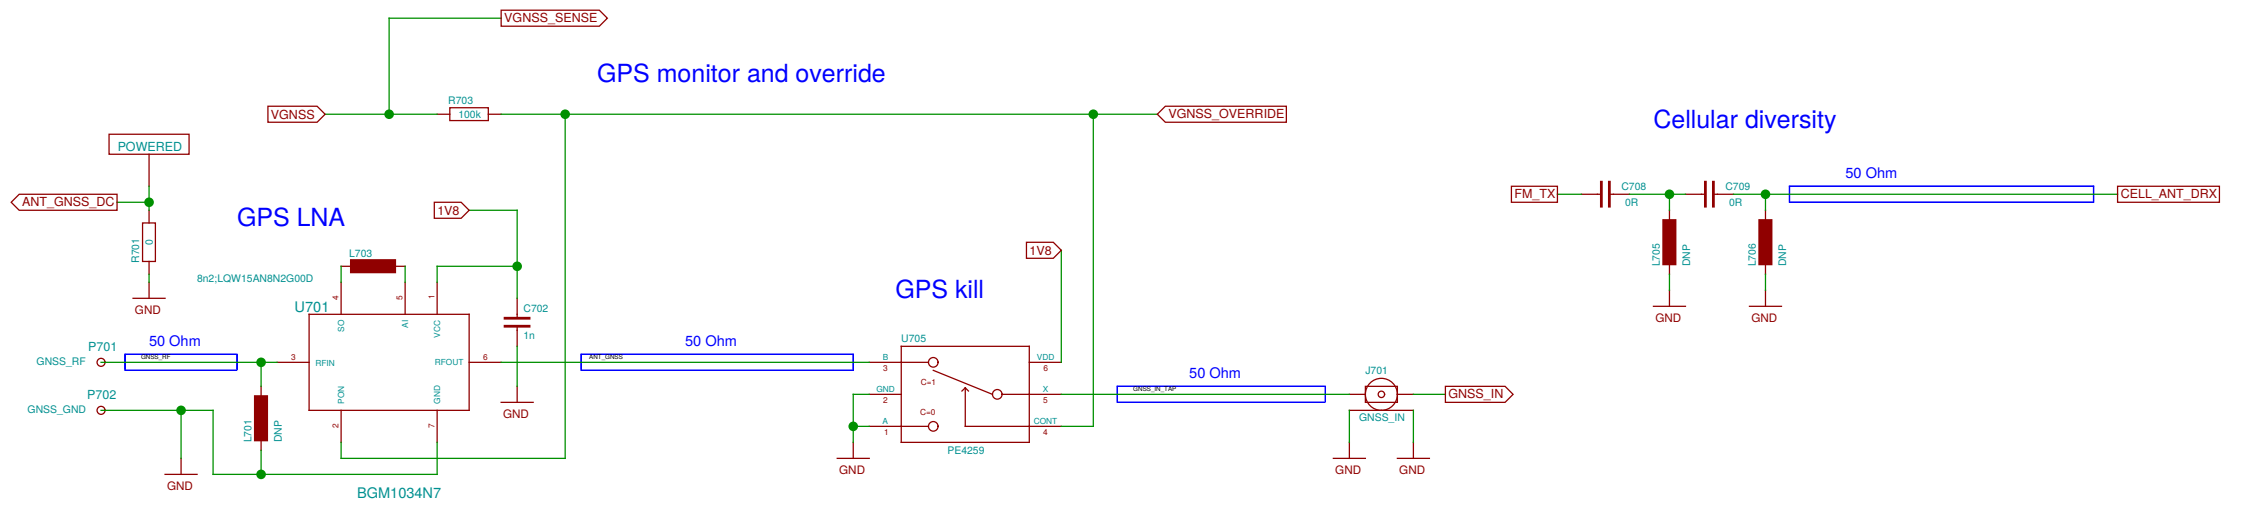 VGNSS_SENSE
GPS monitor and override
VGNSS
R703
100k
VGNSS_OVERRIDE
Cellular diversity
POWERED
ANT_GNSS_DC
R701
0
GND
GPS LNA
1V8
L703
8n2;LQW15AN8N2G00D
U701
4
5
1
SO
AI
VCC
C702
1n
GND
P701
GNSS_RF
50 Ohm
GNSS_RF
3
RFIN
RFOUT
6
PON
GND
2
7
P702
GNSS_GND
L701
DNP
GND
BGM1034N7
50 Ohm
ANT_GNSS
GPS kill
1V8
U705
B
3
GND
2
A
1
C=1
C=0
VDD
6
X
5
CONT
4
PE4259
GND
50 Ohm
GNSS_IN_TAP
J701
GNSS_IN
GNSS_IN
GND
GND
FM_TX
C708
0R
C709
0R
50 Ohm
CELL_ANT_DRX
L705
DNP
L706
DNP
GND
GND